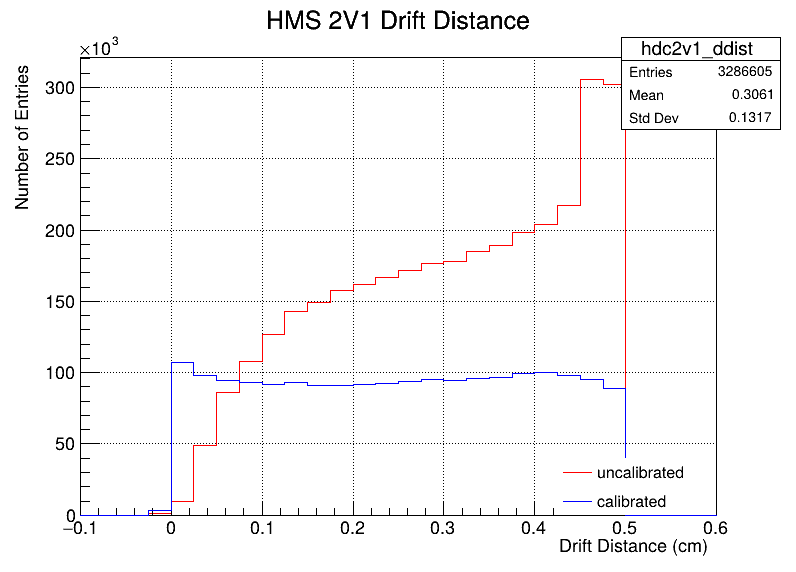 HMS 2V1 Drift Distance
×10³
hdc2v1_ddist
Entries 3286605
Mean 0.3061
Std Dev 0.1317
Number of Entries
300
250
200
150
100
50
0
uncalibrated
calibrated
−0.1 0 0.1 0.2 0.3 0.4 0.5 0.6
Drift Distance (cm)